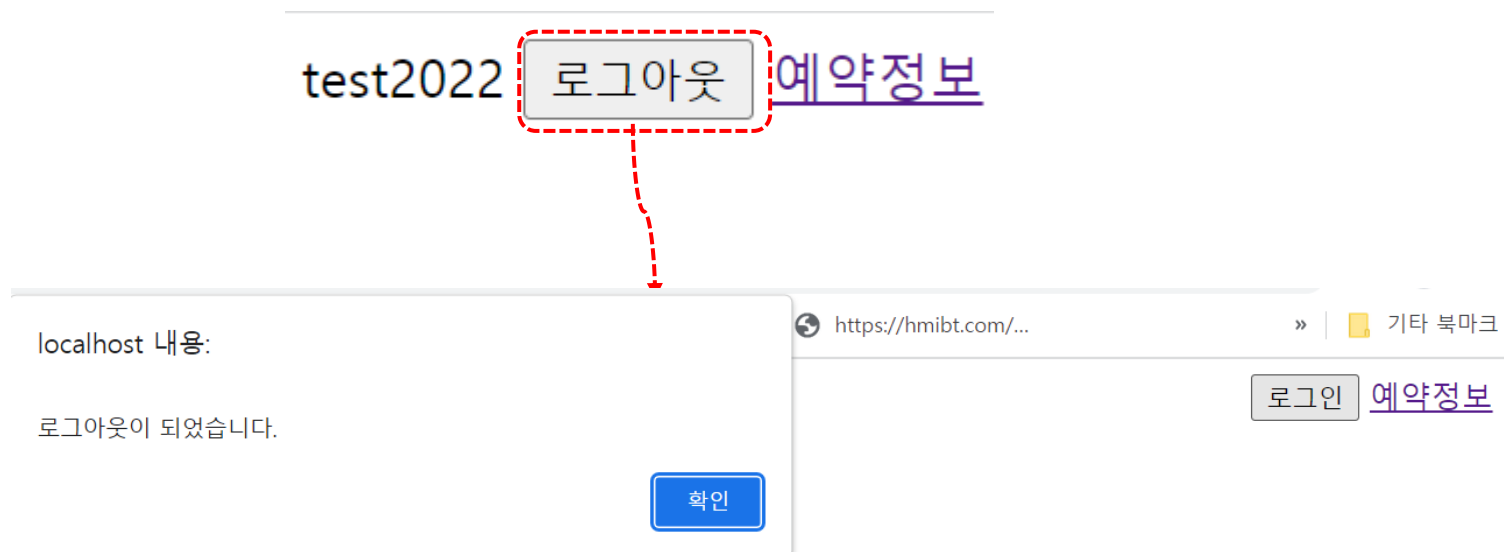 test2022 로그아웃 예약정보
localhost 내용:
로그아웃이 되었습니다.
확인
https://hmibt.com/... » 기타 북마크
로그인 예약정보